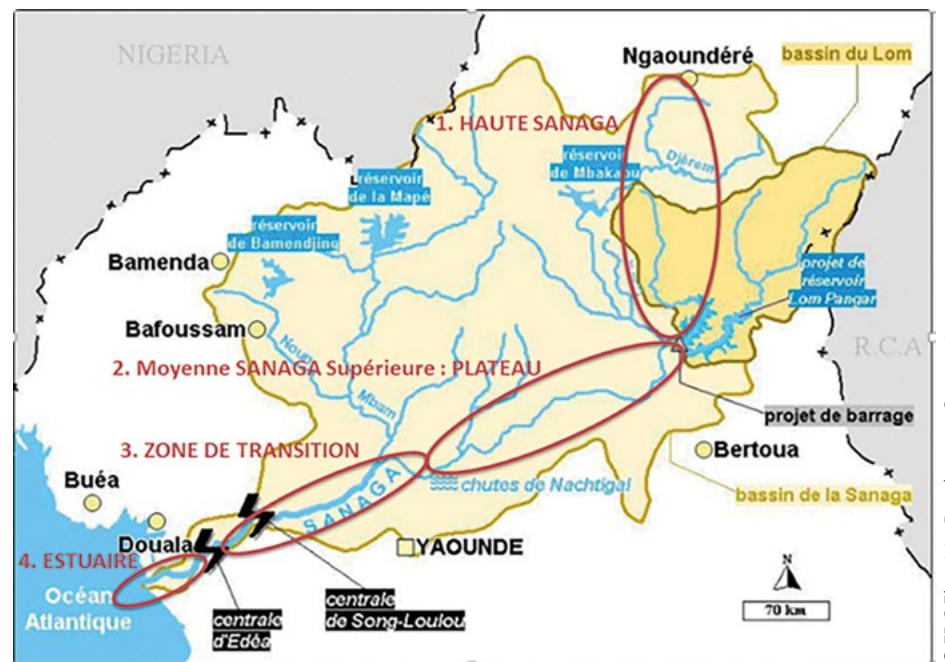 NIGERIA
Ngaoundéré
bassin du Lom
1. HAUTE SANAGA
réservoir
de Mbakaou
Djérem
réservoir
de la Mapé
réservoir
de Bamendjing
Bamenda
projet de
réservoir
Lom Pangar
Bafoussam
Noun
R.C.A
2. Moyenne SANAGA Supérieure : PLATEAU
Mbam
projet de barrage
3. ZONE DE TRANSITION
Bertoua
Buéa
SANAGA
chutes de Nachtigal
bassin de la Sanaga
Douala
YAOUNDE
4. ESTUAIRE
N
Océan
Atlantique
centrale
de Song-Loulou
centrale
d'Edéa
70 km